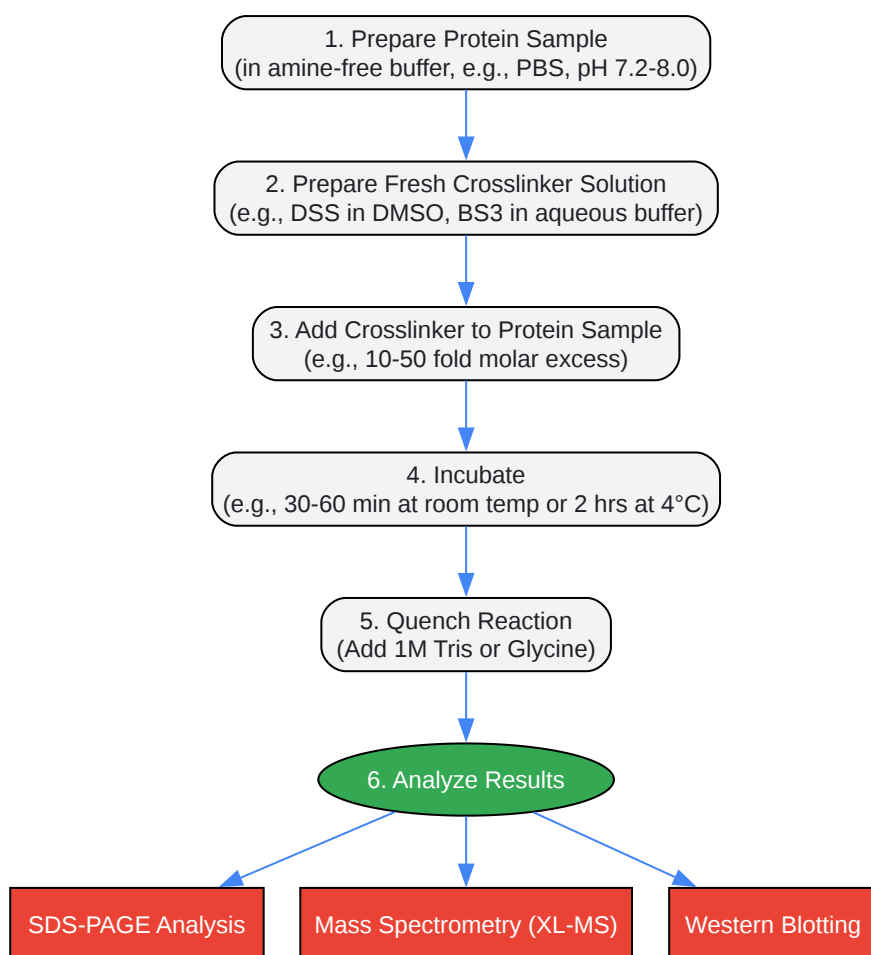 1. Prepare Protein Sample
(in amine-free buffer, e.g., PBS, pH 7.2-8.0)
2. Prepare Fresh Crosslinker Solution
(e.g., DSS in DMSO, BS3 in aqueous buffer)
3. Add Crosslinker to Protein Sample
(e.g., 10-50 fold molar excess)
4. Incubate
(e.g., 30-60 min at room temp or 2 hrs at 4°C)
5. Quench Reaction
(Add 1M Tris or Glycine)
6. Analyze Results
SDS-PAGE Analysis
Mass Spectrometry (XL-MS)
Western Blotting